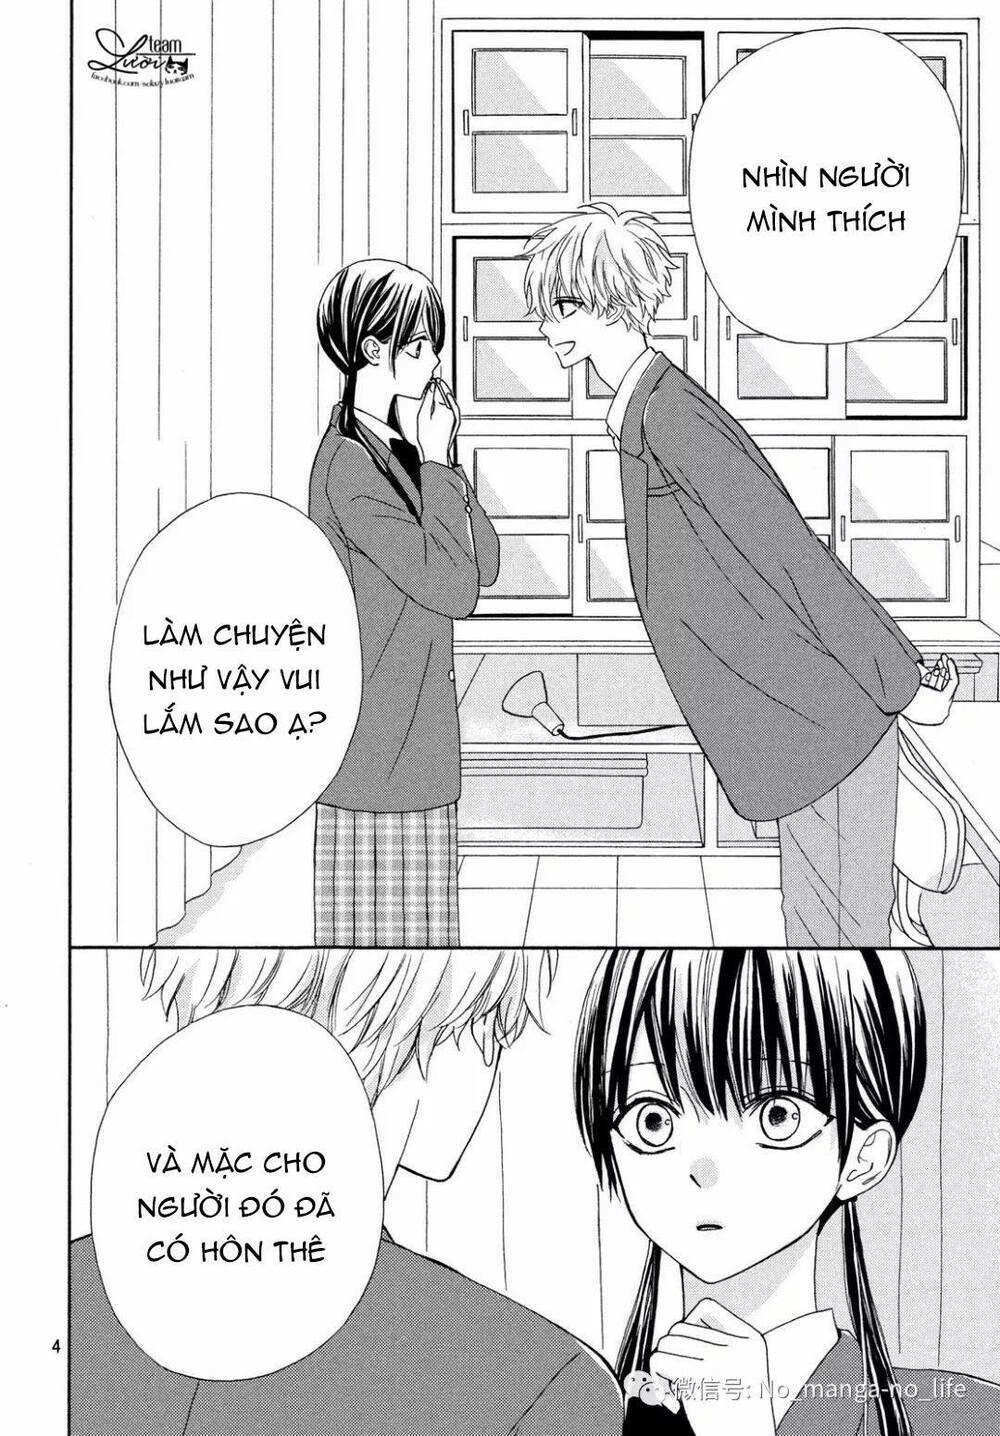 team
Lười
NHÌN NGƯỜI
MÌNH THÍCH
LÀM CHUYỆN
NHƯ VẬY VUI
LẮM SAO Ạ?
VÀ MẶC CHO
NGƯỜI ĐÓ ĐÃ
CÓ HÔN THÊ
4
微信号: No_manga-no_life